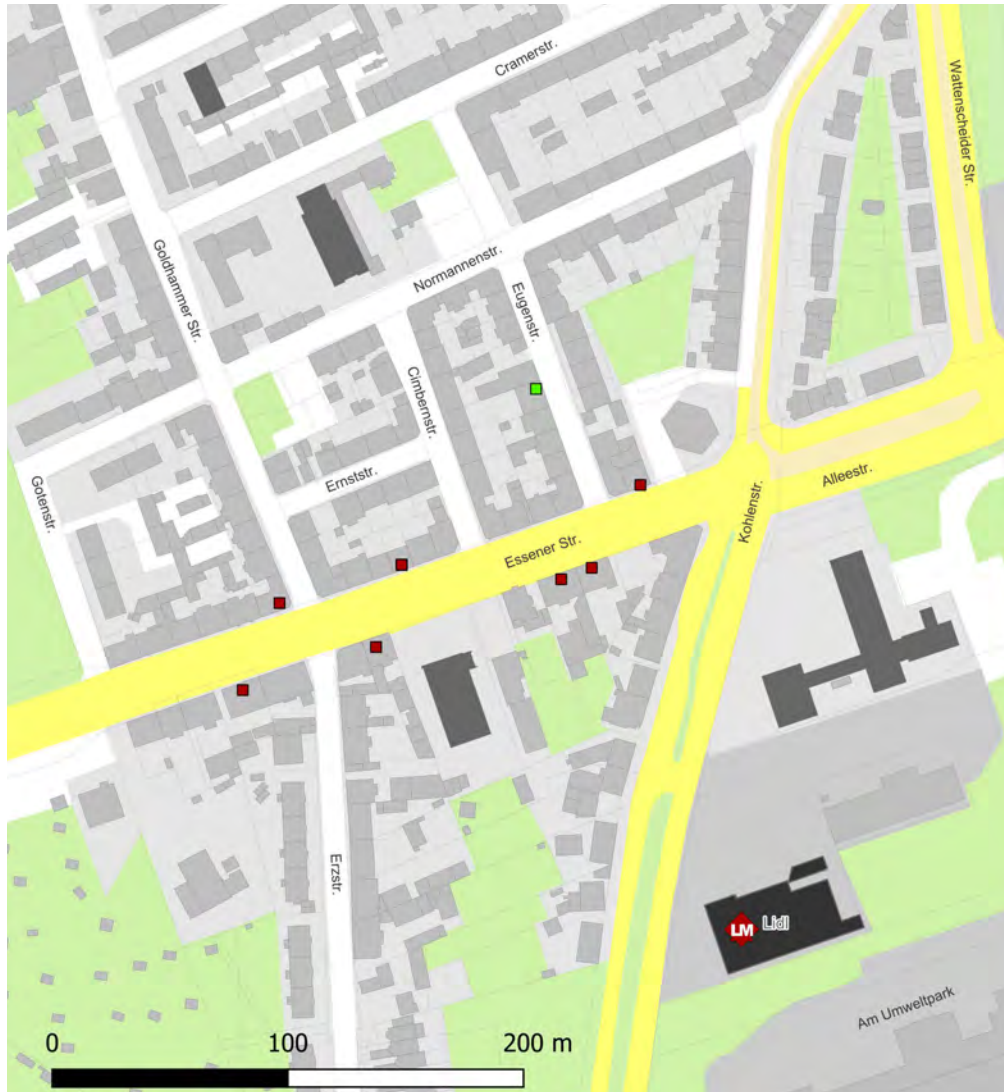 Cramerstr.
Wattenscheider Str.
Goldhammer Str.
Normannenstr.
Eugenstr.
Cimbernstr.
Ernststr.
Gotenstr.
Essener Str.
Kohlenstr.
Alleestr.
Erzstr.
LM Lidl
Am Umweltpark
0 100 200 m